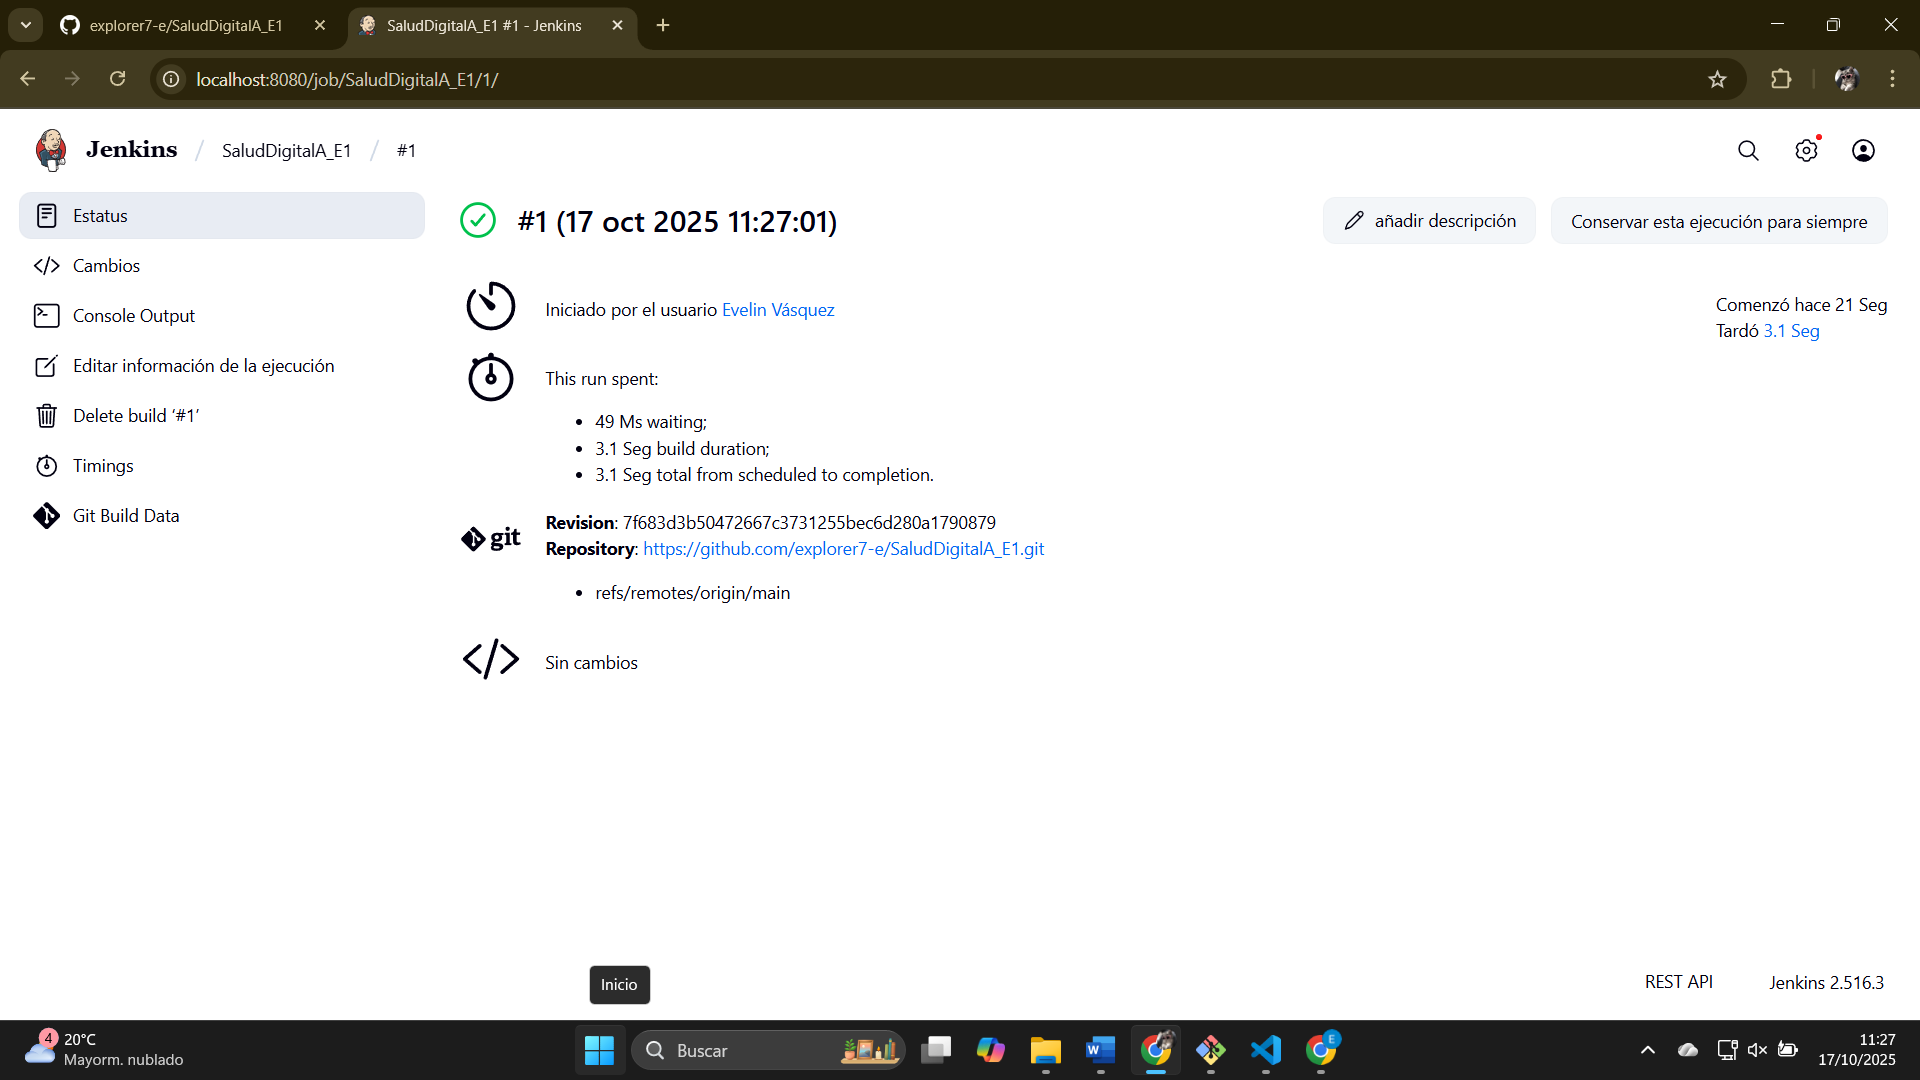 explorer7-e/SaludDigitalA_E1
SaludDigitalA_E1 #1 - Jenkins
localhost:8080/job/SaludDigitalA_E1/1/
Jenkins / SaludDigitalA_E1 / #1
Estatus
Cambios
Console Output
Editar información de la ejecución
Delete build ‘#1’
Timings
Git Build Data
#1 (17 oct 2025 11:27:01)
añadir descripción
Conservar esta ejecución para siempre
Iniciado por el usuario Evelin Vásquez
Comenzó hace 21 Seg
Tardó 3.1 Seg
This run spent:
49 Ms waiting;
3.1 Seg build duration;
3.1 Seg total from scheduled to completion.
git
Revision: 7f683d3b50472667c3731255bec6d280a1790879
Repository: https://github.com/explorer7-e/SaludDigitalA_E1.git
refs/remotes/origin/main
Sin cambios
Inicio
REST API
Jenkins 2.516.3
4
20°C
Mayorm. nublado
Buscar
W
E
11:27
17/10/2025